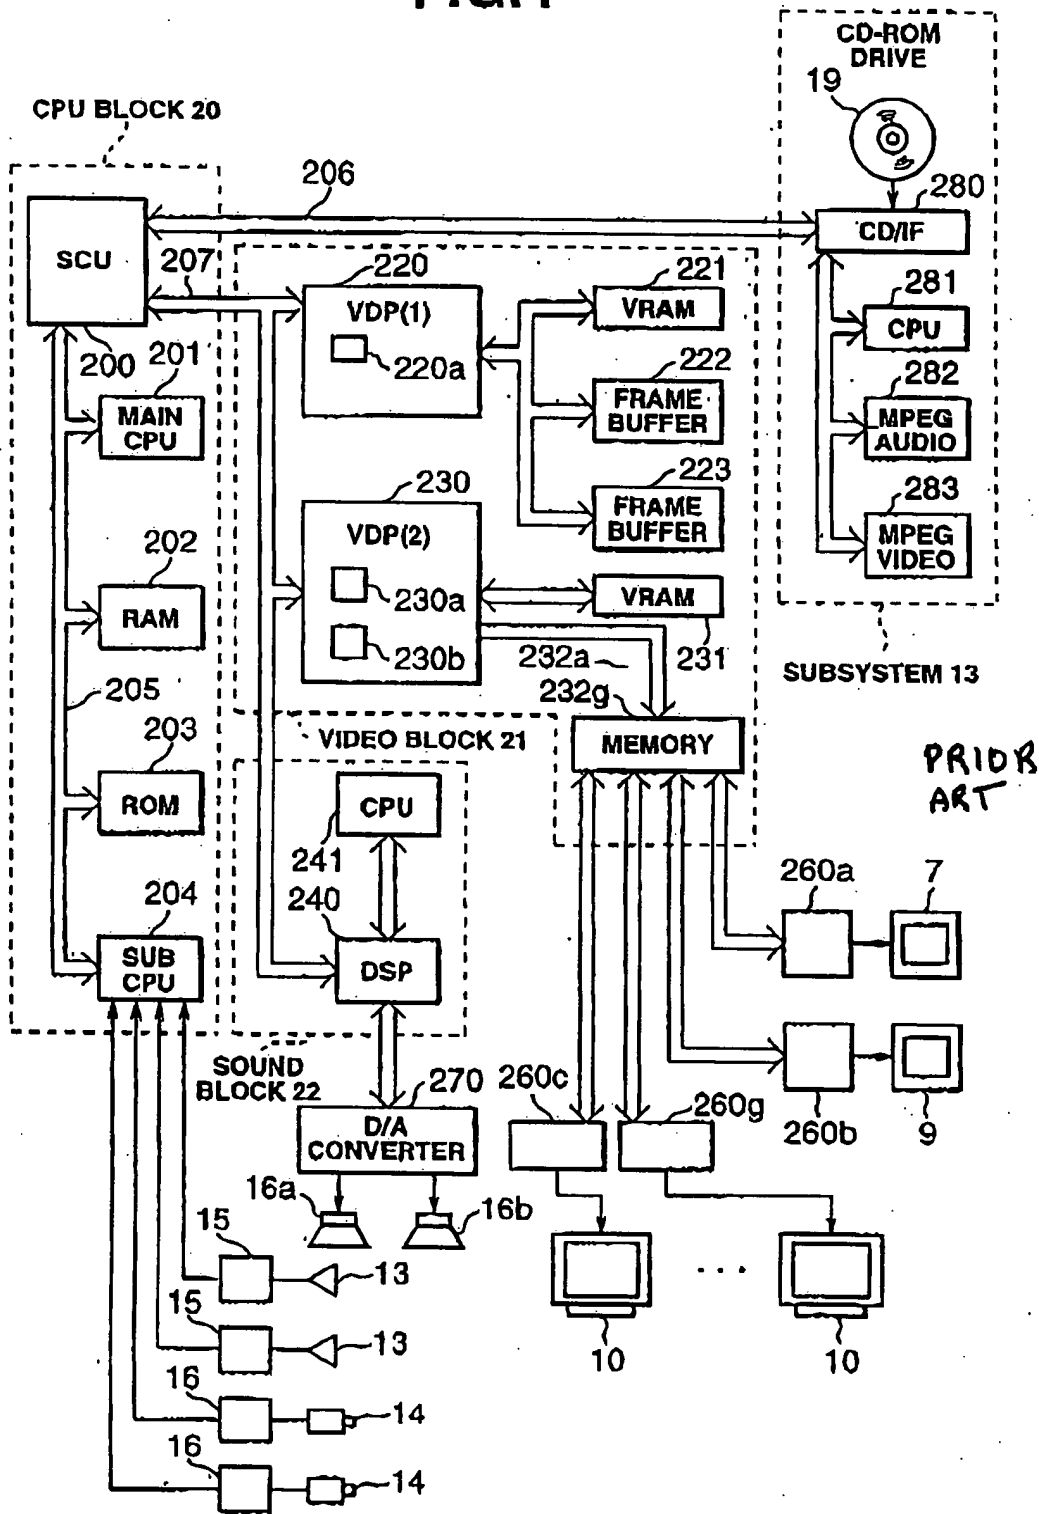 CD-ROM
DRIVE
19
CPU BLOCK 20
206
280
SCU
CD/IF
207
220
221
281
VDP(1)
VRAM
CPU
200
201
220a
222
282
MAIN
CPU
FRAME
BUFFER
MPEG
AUDIO
230
223
283
VDP(2)
FRAME
BUFFER
MPEG
VIDEO
202
230a
VRAM
RAM
230b
232a
231
SUBSYSTEM 13
205
232g
203
VIDEO BLOCK 21
MEMORY
PRIOR
ART
ROM
CPU
241
260a
7
204
240
SUB
CPU
DSP
SOUND
BLOCK 22
270
260c
260g
260b
9
D/A
CONVERTER
16a
16b
15
13
15
13
10
10
16
14
16
14